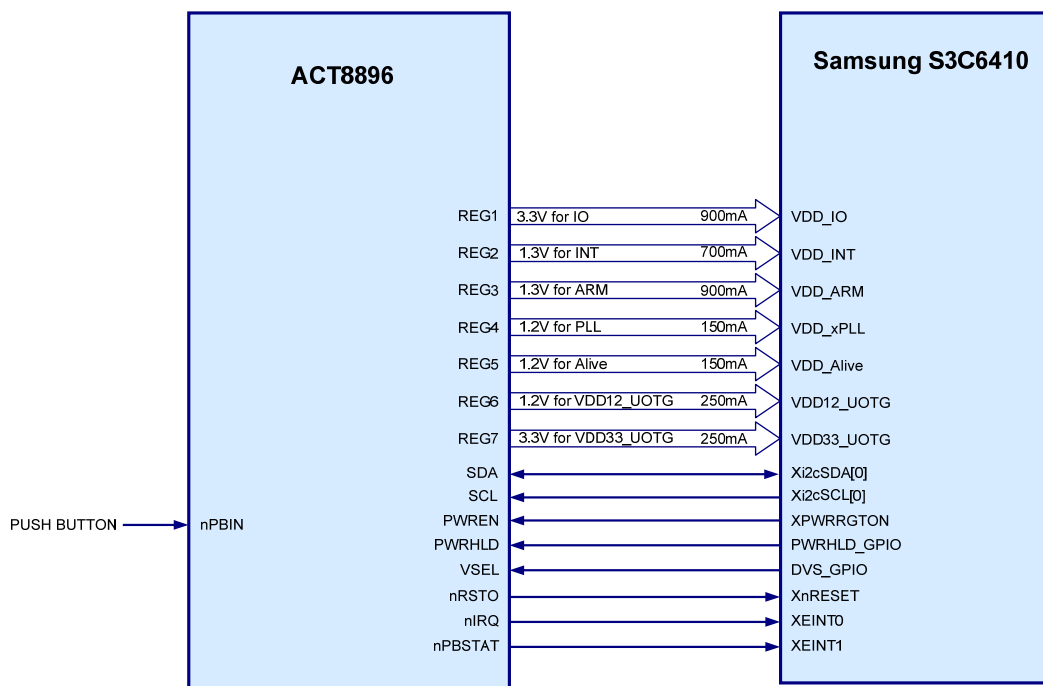 ACT8896
Samsung S3C6410
REG1 3.3V for IO 900mA VDD_IO
REG2 1.3V for INT 700mA VDD_INT
REG3 1.3V for ARM 900mA VDD_ARM
REG4 1.2V for PLL 150mA VDD_xPLL
REG5 1.2V for Alive 150mA VDD_Alive
REG6 1.2V for VDD12_UOTG 250mA VDD12_UOTG
REG7 3.3V for VDD33_UOTG 250mA VDD33_UOTG
SDA Xi2cSDA[0]
SCL Xi2cSCL[0]
PUSH BUTTON nPBIN PWREN XPWRRGTON
PWRHLD PWRHLD_GPIO
VSEL DVS_GPIO
nRSTO XnRESET
nIRQ XEINT0
nPBSTAT XEINT1